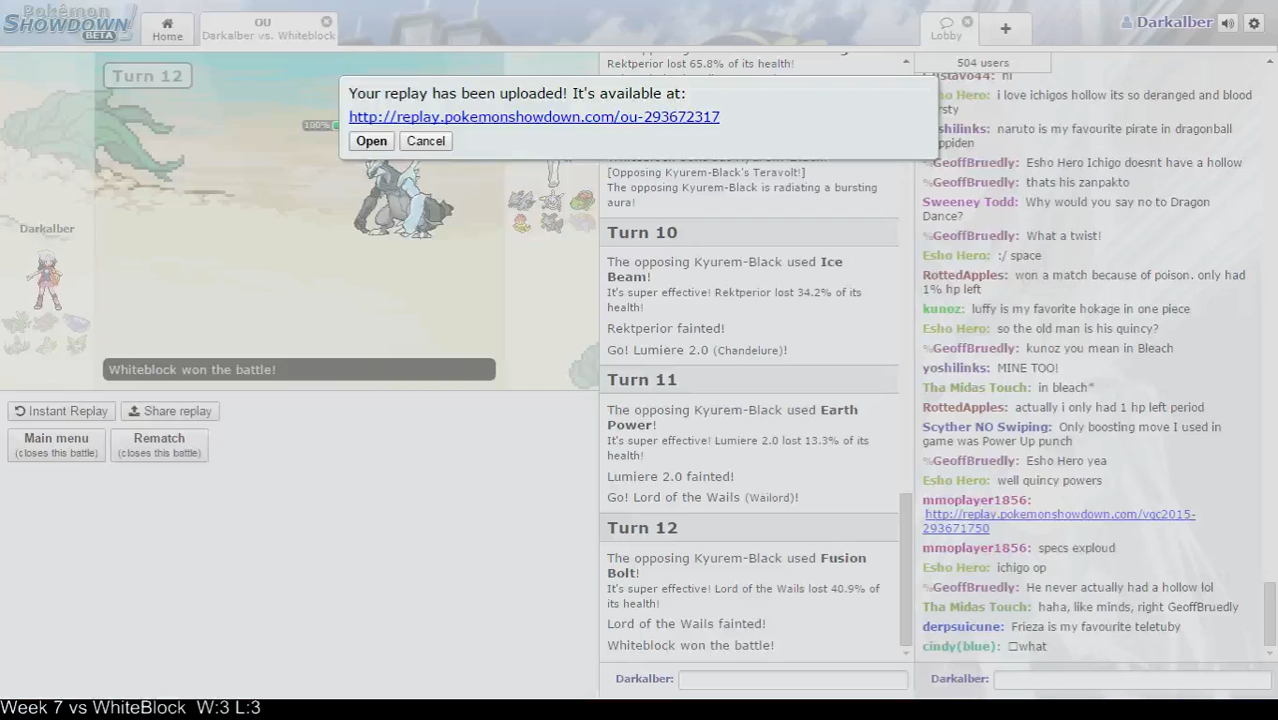 Pokémon
SHOWDOWN!
BETA
Home
OU
Darkalber vs. Whiteblock
Lobby
+
Darkalber
Turn 12
100%
Darkalber
Whiteblock won the battle!
Instant Replay
Share replay
Main menu
(closes this battle)
Rematch
(closes this battle)
Your replay has been uploaded! It's available at:
http://replay.pokemonshowdown.com/ou-293672317
Open
Cancel
Rektperior lost 65.8% of its health!
[Opposing Kyurem-Black's Teravolt!]
The opposing Kyurem-Black is radiating a bursting
aura!
Turn 10
The opposing Kyurem-Black used Ice
Beam!
It's super effective! Rektperior lost 34.2% of its
health!
Rektperior fainted!
Go! Lumiere 2.0 (Chandelure)!
Turn 11
The opposing Kyurem-Black used Earth
Power!
It's super effective! Lumiere 2.0 lost 13.3% of its
health!
Lumiere 2.0 fainted!
Go! Lord of the Wails (Wailord)!
Turn 12
The opposing Kyurem-Black used Fusion
Bolt!
It's super effective! Lord of the Wails lost 40.9% of
its health!
Lord of the Wails fainted!
Whiteblock won the battle!
Darkalber:
504 users
Gustavo44: hi
Hero: i love ichigos hollow its so deranged and blood
shilinks: naruto is my favourite pirate in dragonball
%GeoffBruedly: Esho Hero Ichigo doesnt have a hollow
%GeoffBruedly: thats his zanpakto
Sweeney Todd: Why would you say no to Dragon
Dance?
%GeoffBruedly: What a twist!
Esho Hero: :/ space
RottedApples: won a match because of poison. only had
1% hp left
kunoz: luffy is my favorite hokage in one piece
Esho Hero: so the old man is his quincy?
%GeoffBruedly: kunoz you mean in Bleach
yoshilinks: MINE TOO!
Tha Midas Touch: in bleach*
RottedApples: actually i only had 1 hp left period
Scyther NO Swiping: Only boosting move I used in
game was Power Up punch
%GeoffBruedly: Esho Hero yea
Esho Hero: well quincy powers
mmoplayer1856:
http://replay.pokemonshowdown.com/vgc2015-
293671750
mmoplayer1856: specs exploud
Esho Hero: ichigo op
%GeoffBruedly: He never actually had a hollow lol
Tha Midas Touch: haha, like minds, right GeoffBruedly
derpsuicune: Frieza is my favourite teletuby
cindy(blue): □what
Darkalber:
Week 7 vs WhiteBlock W:3 L:3